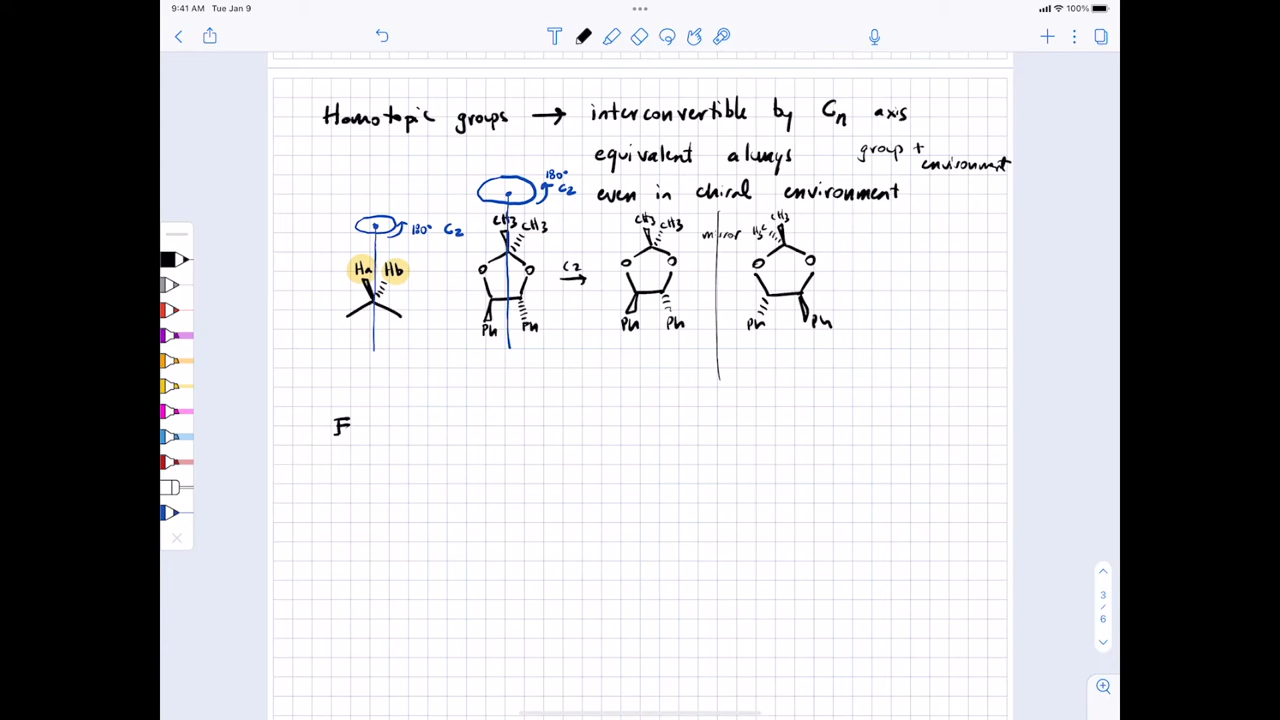 9:41 AM Tue Jan 9
100%
Homotopic groups → interconvertible by Cn axis
equivalent always group + environment
even in chiral environment
180° C2
180° C2
CH3 CH3 CH3 CH3 mirror H3C CH3
Ha Hb O O C2 → O O O O
Ph Ph Ph Ph Ph Ph
F
3
/
6